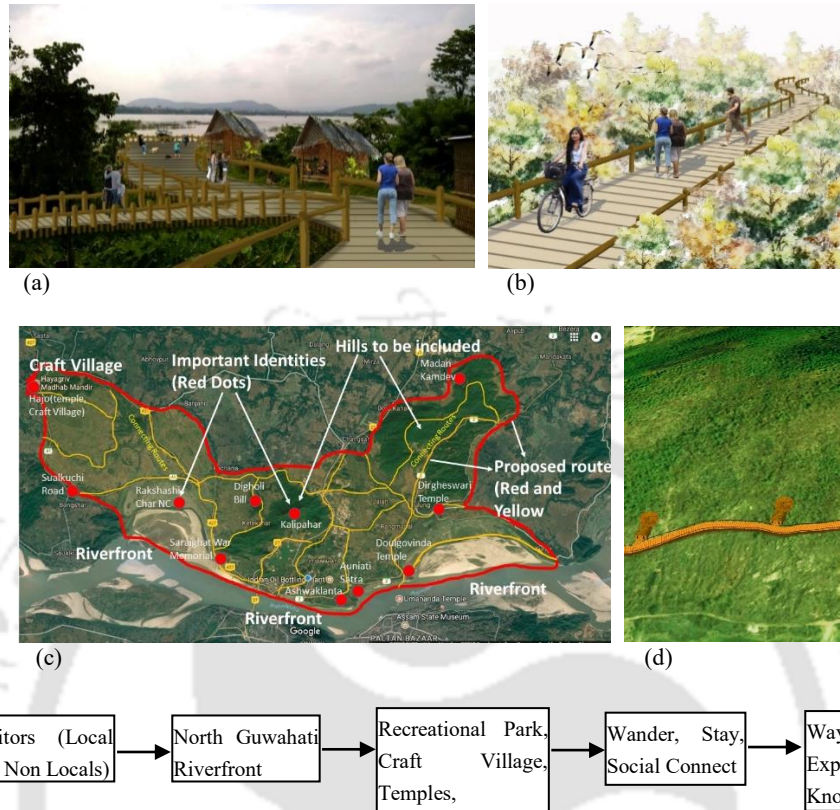 (a)
(b)
Craft Village
Hayagriv
Madhab Mandir
Hajo(temple,
Craft Village)
Important Identities
(Red Dots)
Hills to be included
Madan
Kamdev
Connecting Routes
Connecting Routes
Proposed route
(Red and
Yellow
Sualkuchi
Road
Rakshashi
Char NC
Digholi
Bill
Kalipahar
Dirgheswari
Temple
Saraighat War
Memorial
Doulgovinda
Temple
Auniati
Satra
Ashwaklanta
Riverfront
Riverfront
Riverfront
Umananda Temple
Assam State Museum
PALTAN BAZAAR
Google
(c)
(d)
itors (Local
Non Locals)
North Guwahati
Riverfront
Recreational Park,
Craft Village,
Temples,
Wander, Stay,
Social Connect
Way
Exp
Know